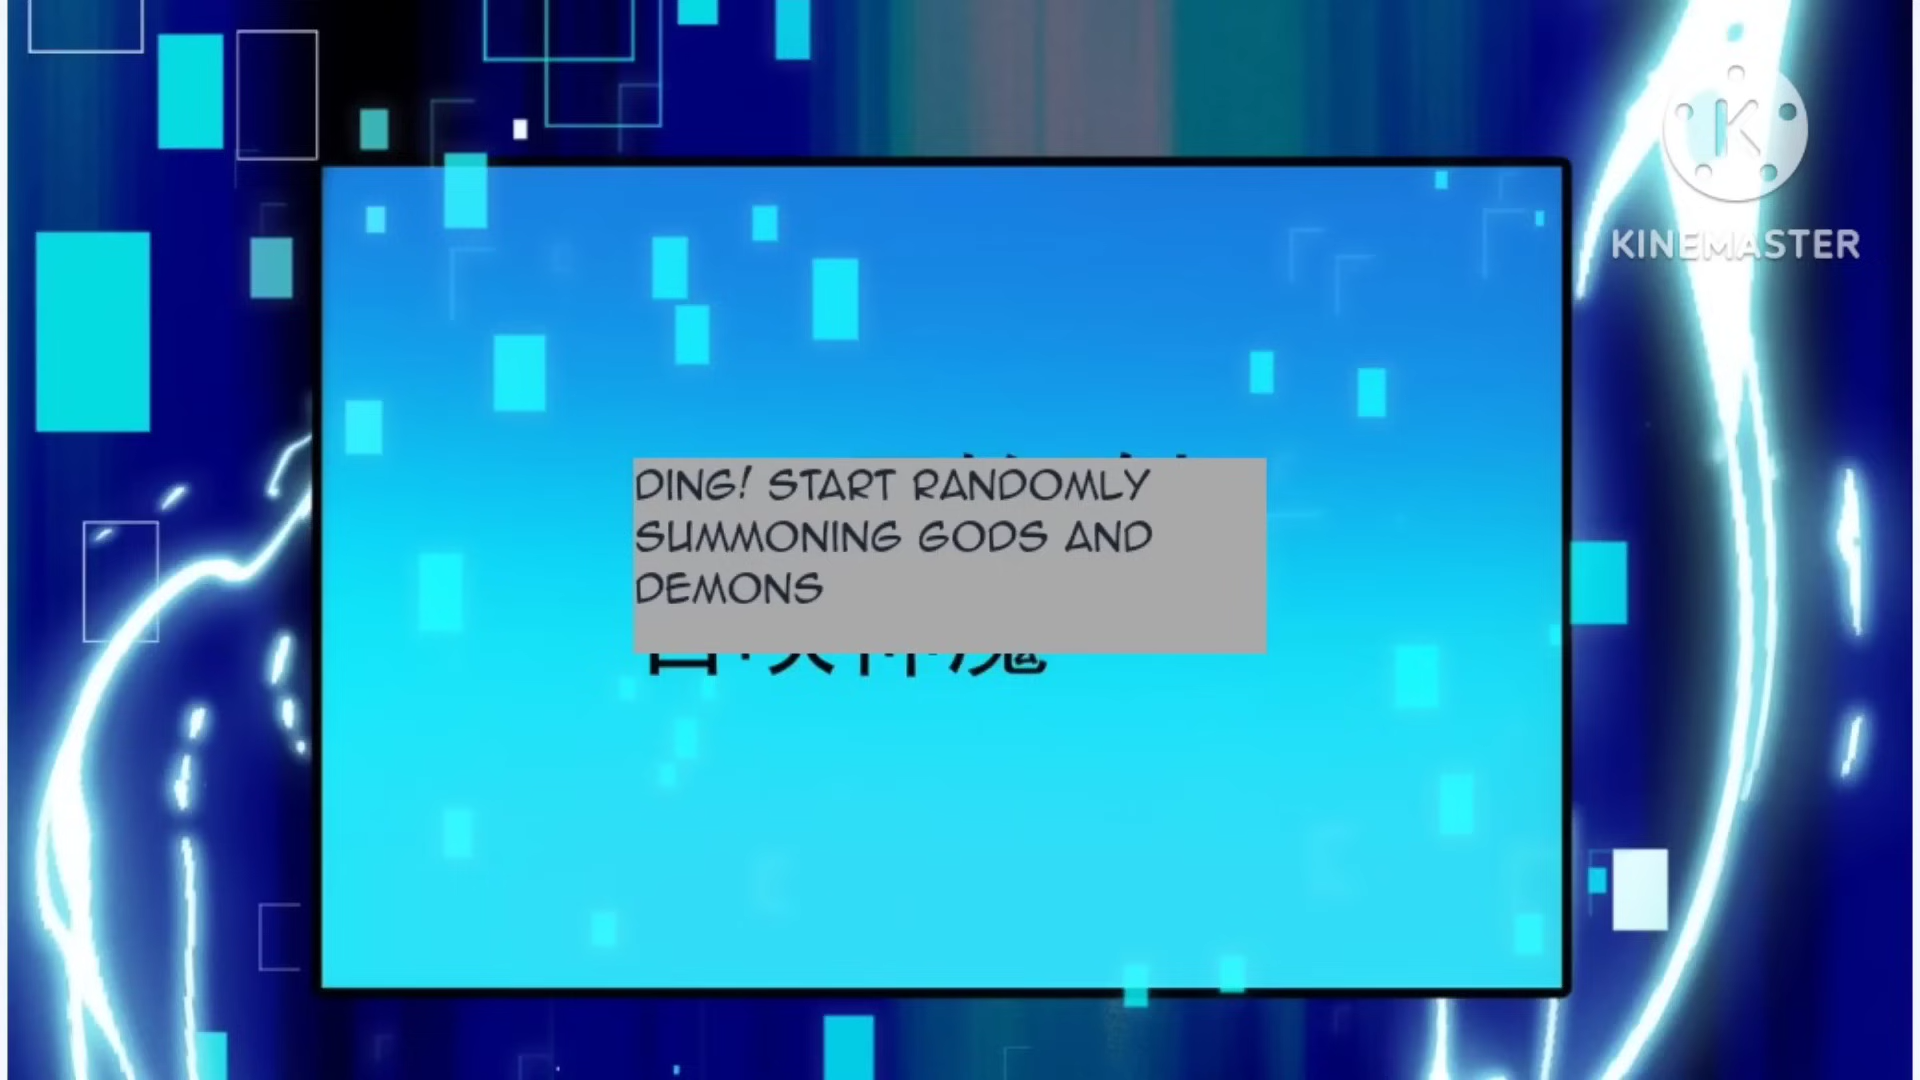 KINEMASTER
DING! START RANDOMLY
SUMMONING GODS AND
DEMONS